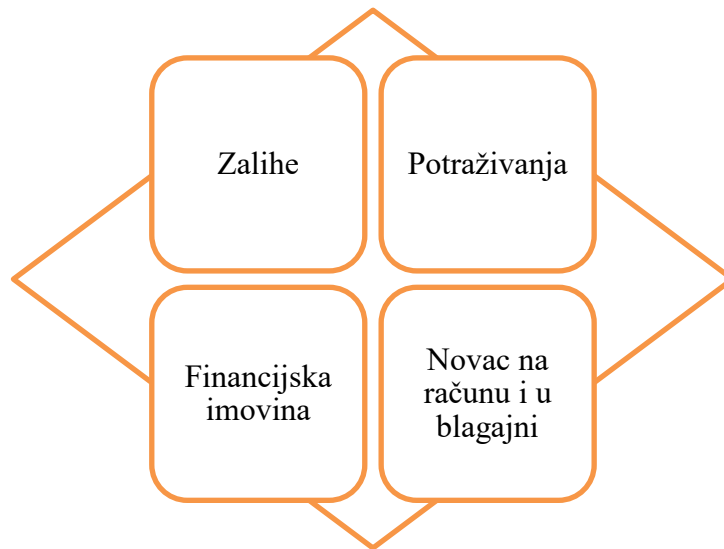 Zalihe
Potraživanja
Financijska
imovina
Novac na
računu i u
blagajni